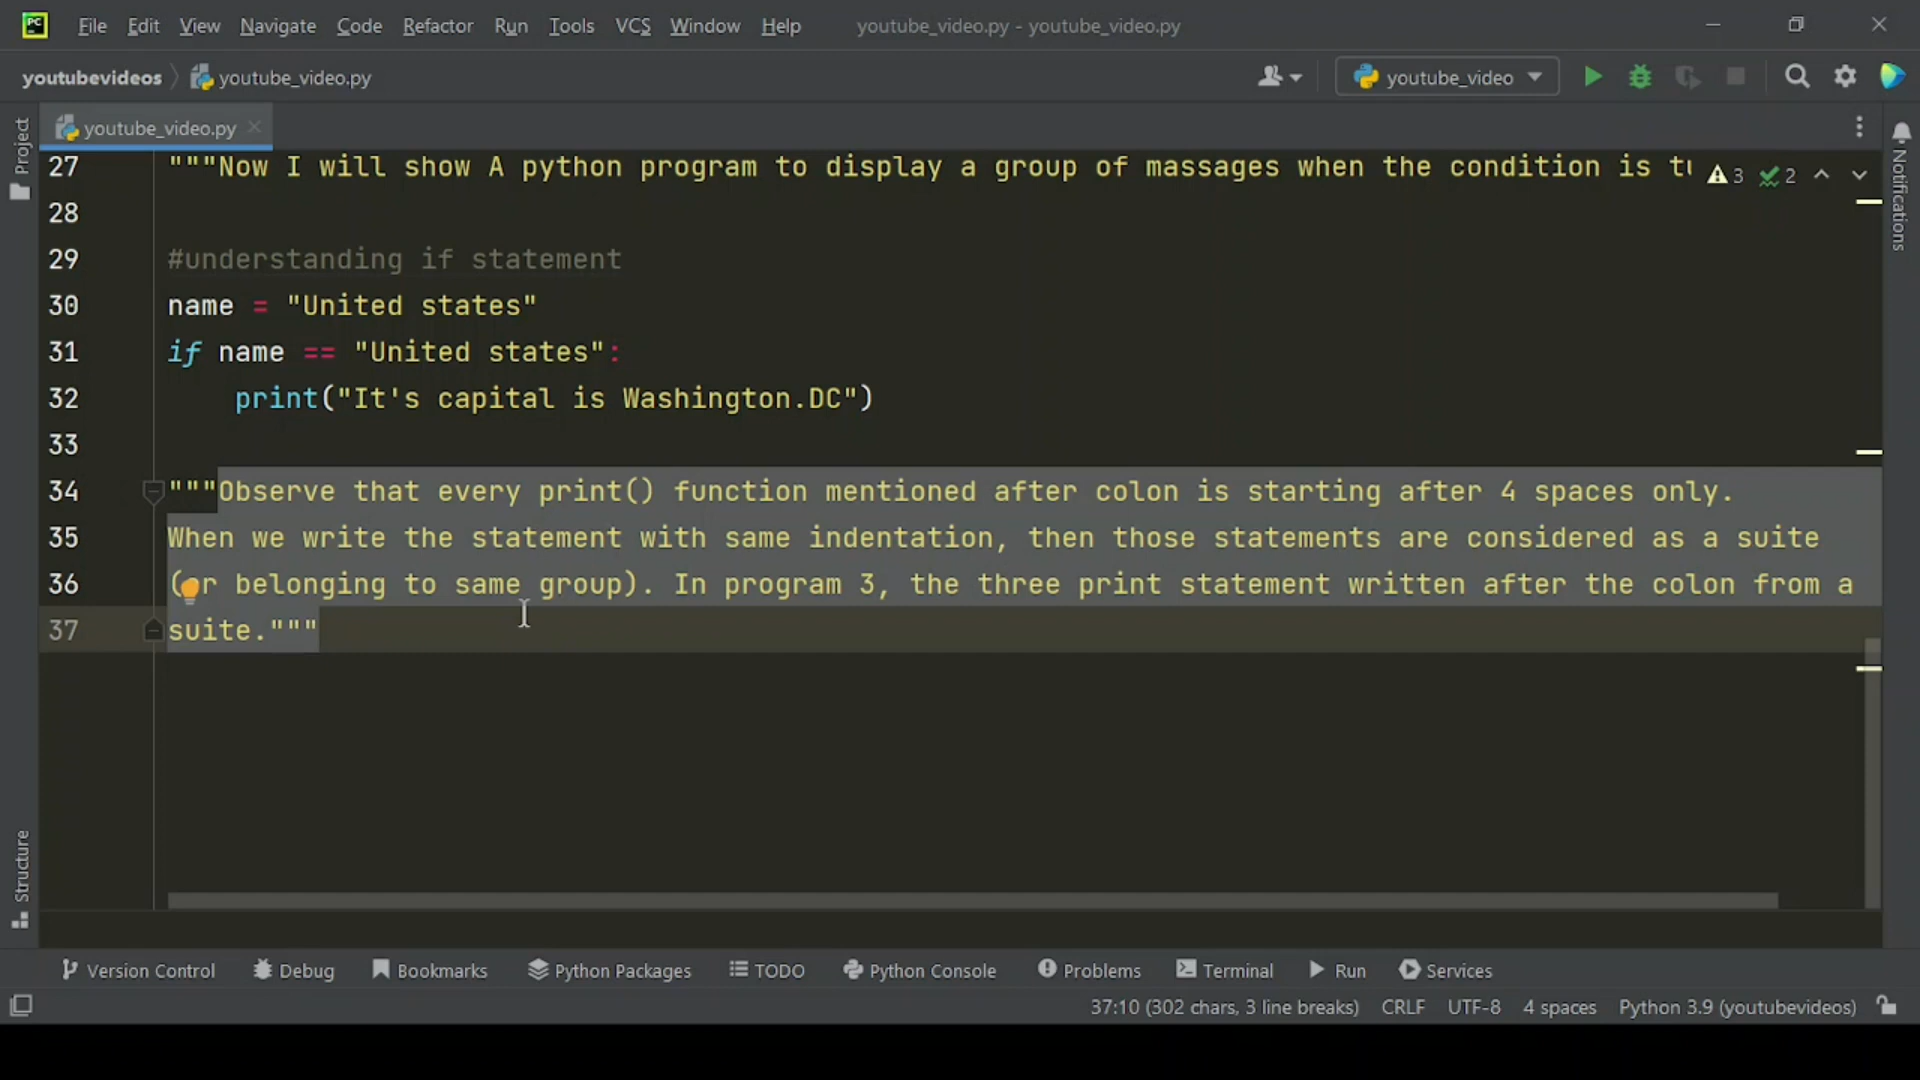 PC File Edit View Navigate Code Refactor Run Tools VCS Window Help youtube_video.py - youtube_video.py
youtubevideos youtube_video.py youtube_video
Project youtube_video.py
27 """Now I will show A python program to display a group of massages when the condition is 3 2
28
29 #understanding if statement
30 name = "United states"
31 if name == "United states":
32 print("It's capital is Washington.DC")
33
34 """Observe that every print() function mentioned after colon is starting after 4 spaces only.
35 When we write the statement with same indentation, then those statements are considered as a suite
36 (or belonging to same group). In program 3, the three print statement written after the colon from a
37 suite."""
Notifications
Structure
Version Control Debug Bookmarks Python Packages TODO Python Console Problems Terminal Run Services
37:10 (302 chars, 3 line breaks) CRLF UTF-8 4 spaces Python 3.9 (youtubevideos)